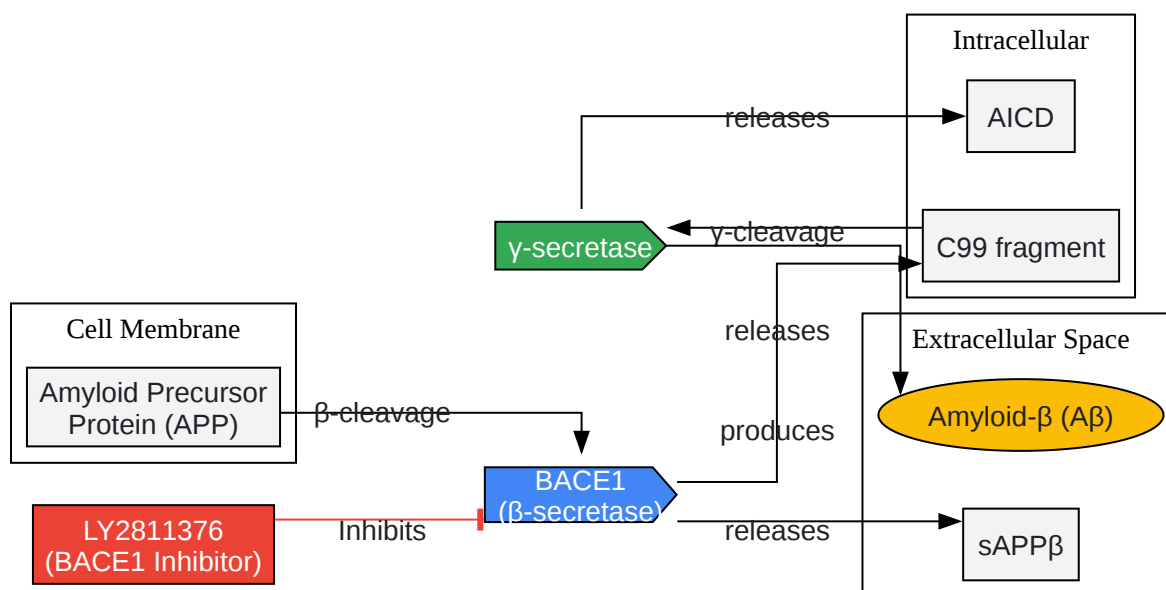 Intracellular
releases
AICD
γ-secretase
γ-cleavage
C99 fragment
Cell Membrane
releases
Extracellular Space
Amyloid Precursor
Protein (APP)
β-cleavage
Amyloid-β (Aβ)
produces
BACE1
(β-secretase)
LY2811376
(BACE1 Inhibitor)
Inhibits
releases
sAPPβ